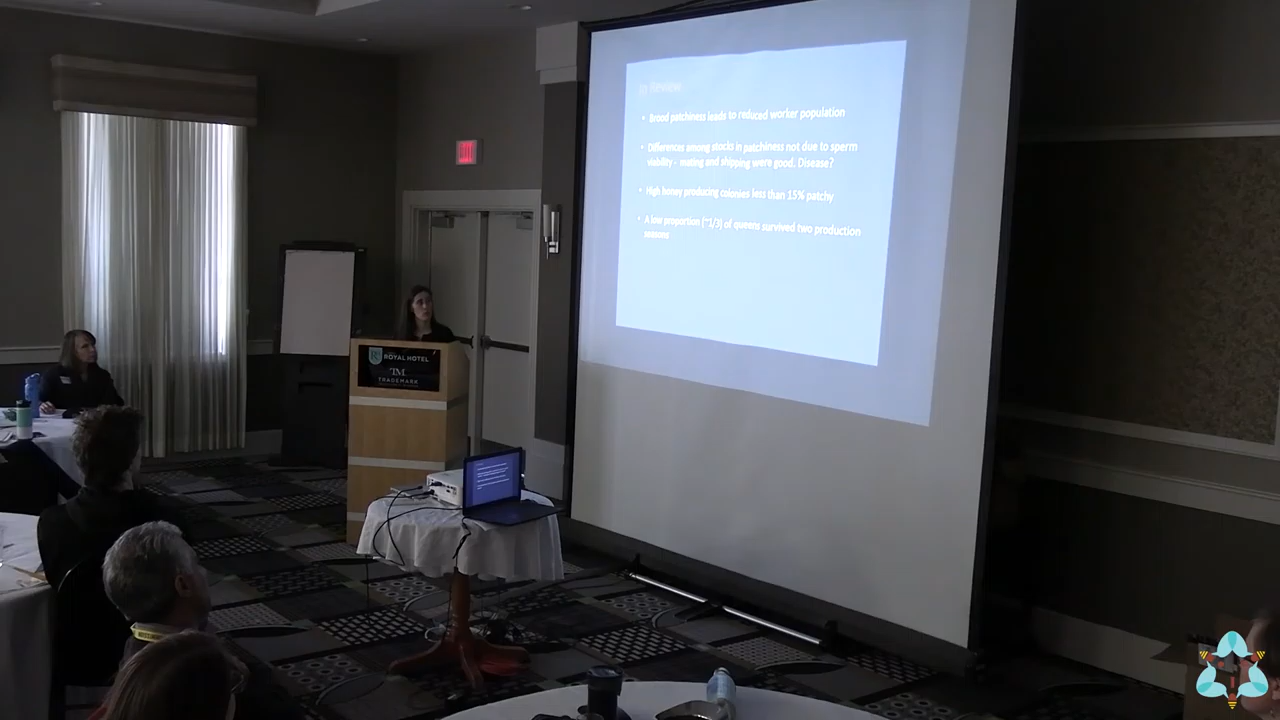 In Review
• Brood patchiness leads to reduced worker population
• Differences among stocks in patchiness not due to sperm
viability - mating and shipping were good. Disease?
• High honey producing colonies less than 15% patchy
• A low proportion (~1/3) of queens survived two production
seasons
EXIT
ROYAL HOTEL
TM
TRADEMARK